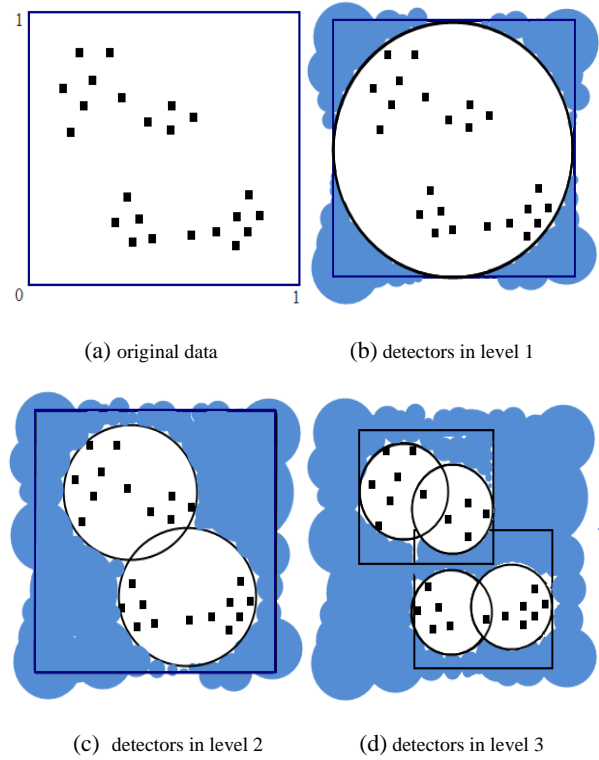 1
0
1
(a) original data
(b) detectors in level 1
(c) detectors in level 2
(d) detectors in level 3